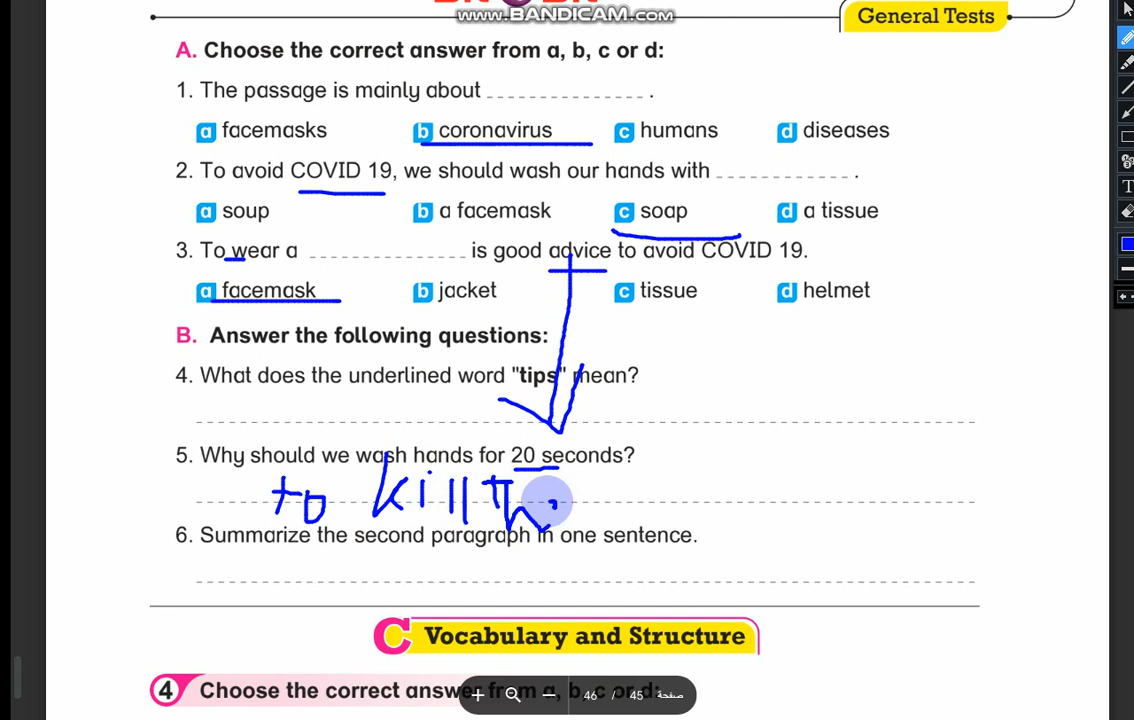 www.BANDICAM.com
General Tests
A. Choose the correct answer from a, b, c or d:
1. The passage is mainly about _ _ _ _ _ _ _ _ _ _ _ _ _ _ .
a facemasks b coronavirus c humans d diseases
2. To avoid COVID 19, we should wash our hands with _ _ _ _ _ _ _ _ _ _ _ _ .
a soup b a facemask c soap d a tissue
3. To wear a _ _ _ _ _ _ _ _ _ _ _ _ _ _ is good advice to avoid COVID 19.
a facemask b jacket c tissue d helmet
B. Answer the following questions:
4. What does the underlined word "tips" mean?
5. Why should we wash hands for 20 seconds?
to kill th
6. Summarize the second paragraph in one sentence.
C Vocabulary and Structure
4 Choose the correct answer from a, b, c or d:
46 / 45 صفحة